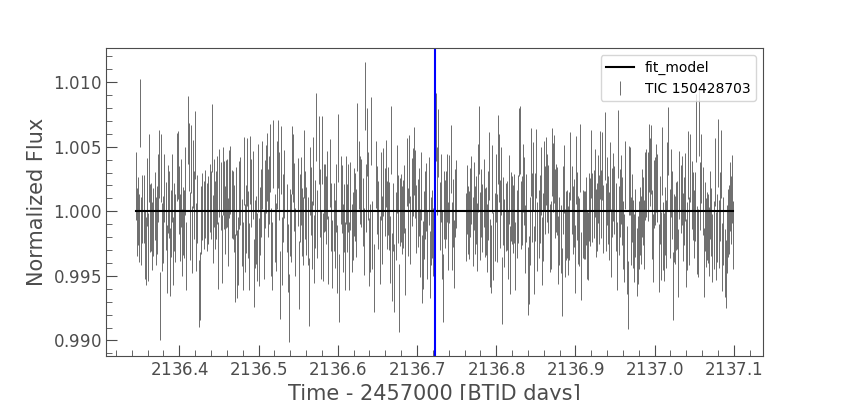 fit_model
TIC 150428703
1.010
1.005
1.000
0.995
0.990
Normalized Flux
2136.4 2136.5 2136.6 2136.7 2136.8 2136.9 2137.0 2137.1
Time - 2457000 [BTJD days]